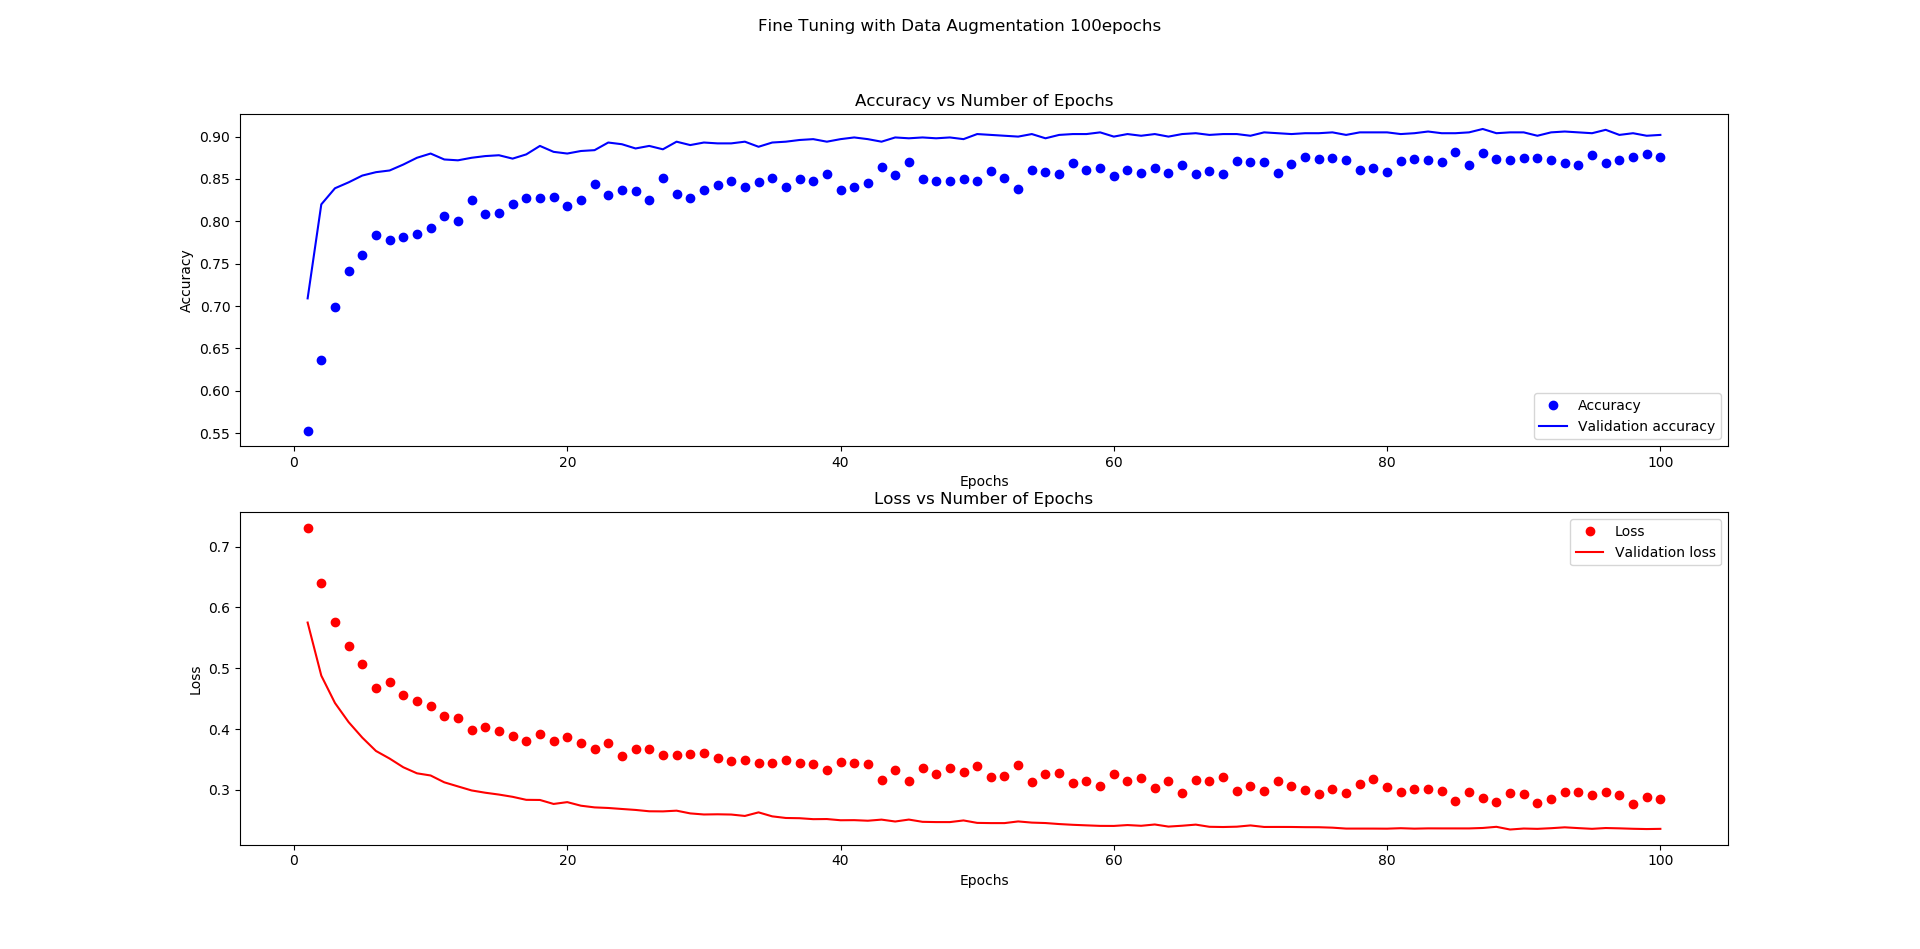 Fine Tuning with Data Augmentation 100epochs
Accuracy vs Number of Epochs
Accuracy
0.90
0.85
0.80
0.75
0.70
0.65
0.60
0.55
Accuracy
Validation accuracy
0 20 40 60 80 100
Epochs
Loss vs Number of Epochs
Loss
0.7
0.6
0.5
0.4
0.3
Loss
Validation loss
0 20 40 60 80 100
Epochs